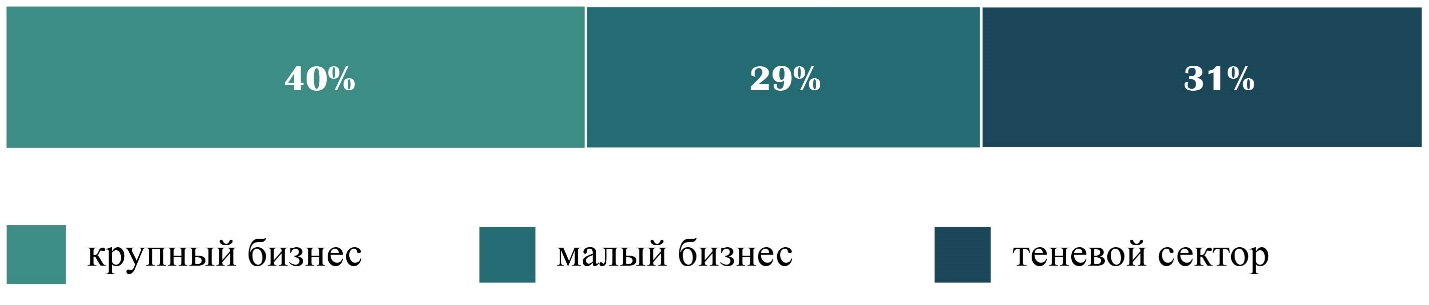 40% 29% 31%
крупный бизнес малый бизнес теневой сектор